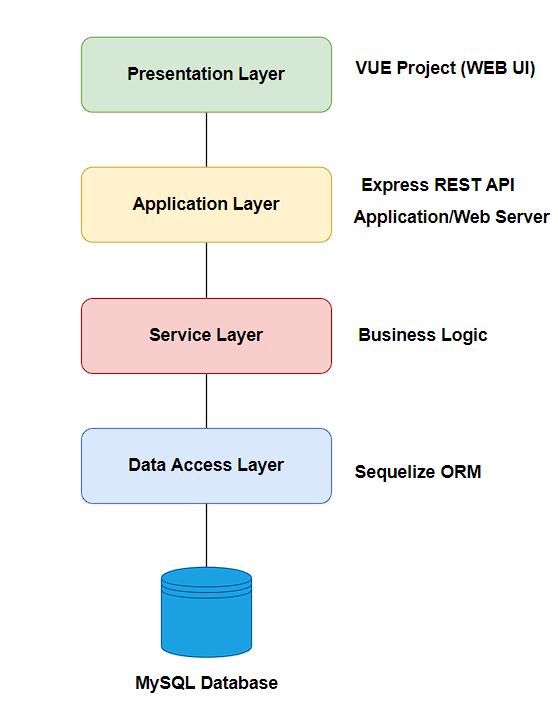 Presentation Layer
VUE Project (WEB UI)
Application Layer
Express REST API
Application/Web Server
Service Layer
Business Logic
Data Access Layer
Sequelize ORM
MySQL Database